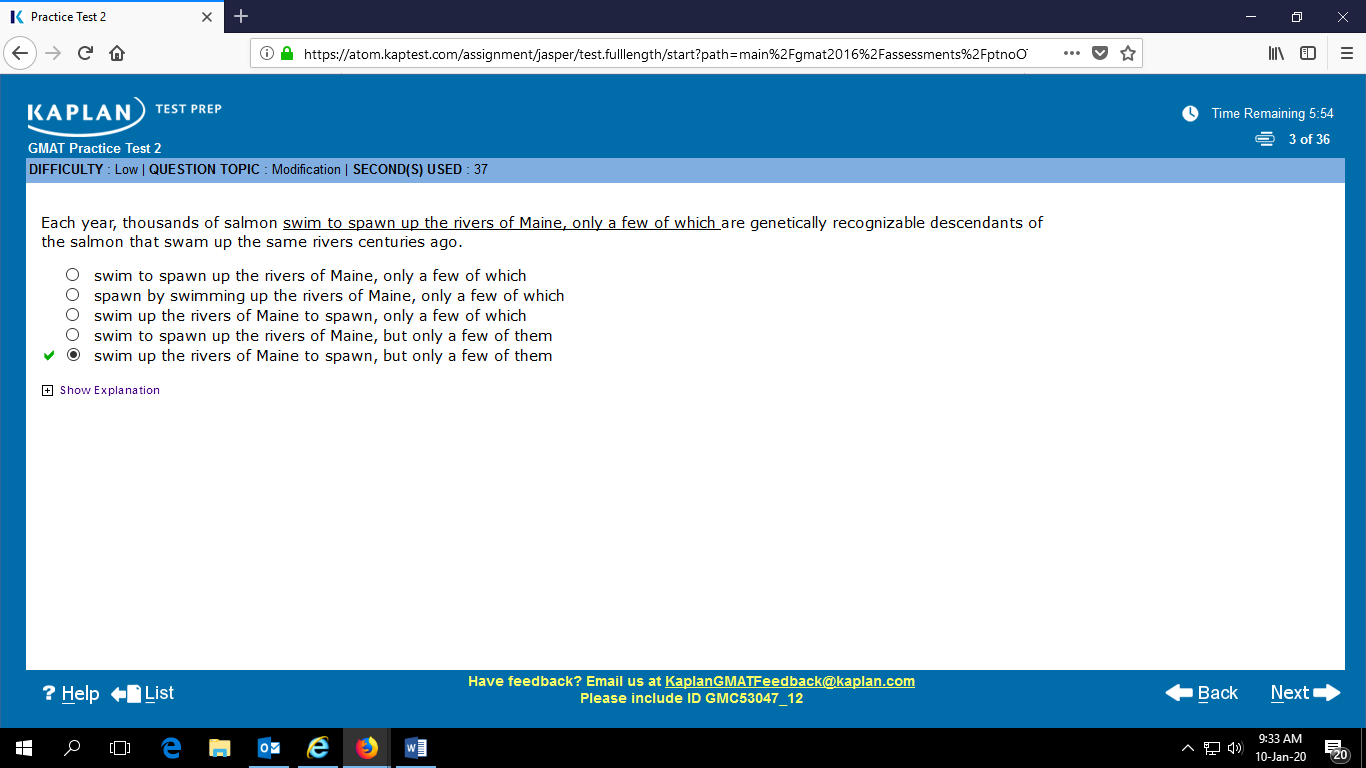 Practice Test 2
https://atom.kaptest.com/assignment/jasper/test.fulllength/start?path=main%2Fgmat2016%2Fassessments%2FptnoO
KAPLAN TEST PREP
Time Remaining 5:54
3 of 36
GMAT Practice Test 2
DIFFICULTY : Low | QUESTION TOPIC : Modification | SECOND(S) USED : 37
Each year, thousands of salmon swim to spawn up the rivers of Maine, only a few of which are genetically recognizable descendants of
the salmon that swam up the same rivers centuries ago.
swim to spawn up the rivers of Maine, only a few of which
spawn by swimming up the rivers of Maine, only a few of which
swim up the rivers of Maine to spawn, only a few of which
swim to spawn up the rivers of Maine, but only a few of them
swim up the rivers of Maine to spawn, but only a few of them
Show Explanation
? Help List
Have feedback? Email us at KaplanGMATFeedback@kaplan.com
Please include ID GMC53047_12
Back Next
9:33 AM
10-Jan-20
20